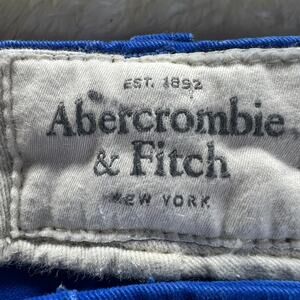 EST. 1892
Abercrombie
& Fitch
NEW YORK